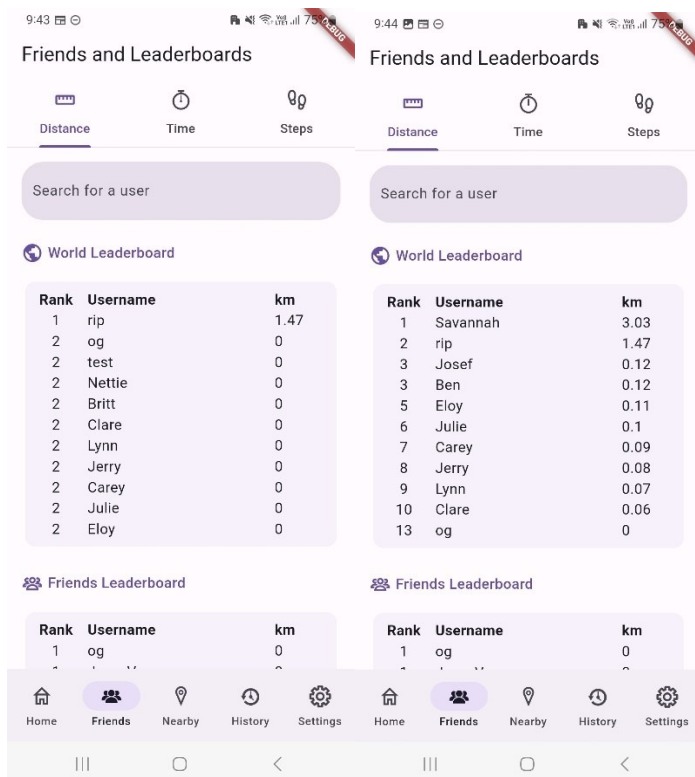 9:43 75%
DEBUG
Friends and Leaderboards
Distance Time Steps
Search for a user
World Leaderboard
Rank Username km
1 rip 1.47
2 og 0
2 test 0
2 Nettie 0
2 Britt 0
2 Clare 0
2 Lynn 0
2 Jerry 0
2 Carey 0
2 Julie 0
2 Eloy 0
Friends Leaderboard
Rank Username km
1 og 0
Home Friends Nearby History Settings
9:44 75%
DEBUG
Friends and Leaderboards
Distance Time Steps
Search for a user
World Leaderboard
Rank Username km
1 Savannah 3.03
2 rip 1.47
3 Josef 0.12
3 Ben 0.12
5 Eloy 0.11
6 Julie 0.1
7 Carey 0.09
8 Jerry 0.08
9 Lynn 0.07
10 Clare 0.06
13 og 0
Friends Leaderboard
Rank Username km
1 og 0
Home Friends Nearby History Settings